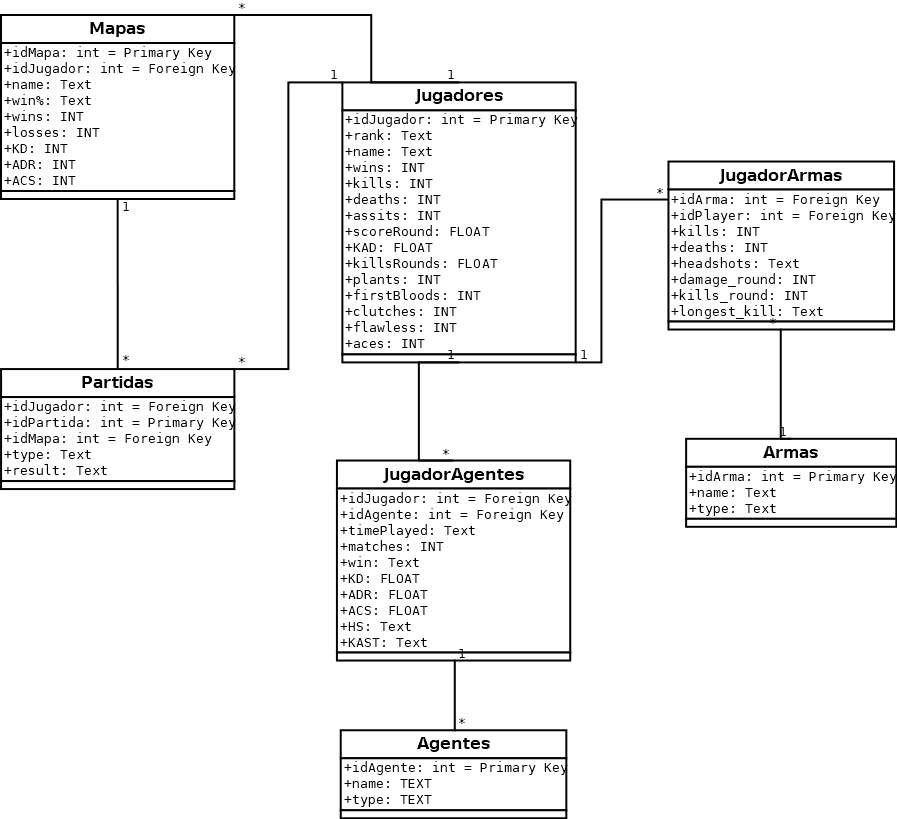 *
Mapas
+idMapa: int = Primary Key
+idJugador: int = Foreign Key
+name: Text
+win%: Text
+wins: INT
+losses: INT
+KD: INT
+ADR: INT
+ACS: INT
1
*
1
1
Jugadores
+idJugador: int = Primary Key
+rank: Text
+name: Text
+wins: INT
+kills: INT
+deaths: INT
+assits: INT
+scoreRound: FLOAT
+KAD: FLOAT
+killsRounds: FLOAT
+plants: INT
+firstBloods: INT
+clutches: INT
+flawless: INT
+aces: INT
1
1
*
JugadorArmas
+idArma: int = Foreign Key
+idPlayer: int = Foreign Key
+kills: INT
+deaths: INT
+headshots: Text
+damage_round: INT
+kills_round: INT
+longest_kill: Text
*
1
*
Partidas
+idJugador: int = Foreign Key
+idPartida: int = Primary Key
+idMapa: int = Foreign Key
+type: Text
+result: Text
*
JugadorAgentes
+idJugador: int = Foreign Key
+idAgente: int = Foreign Key
+timePlayed: Text
+matches: INT
+win: Text
+KD: FLOAT
+ADR: FLOAT
+ACS: FLOAT
+HS: Text
+KAST: Text
1
Armas
+idArma: int = Primary Key
+name: Text
+type: Text
*
Agentes
+idAgente: int = Primary Key
+name: TEXT
+type: TEXT